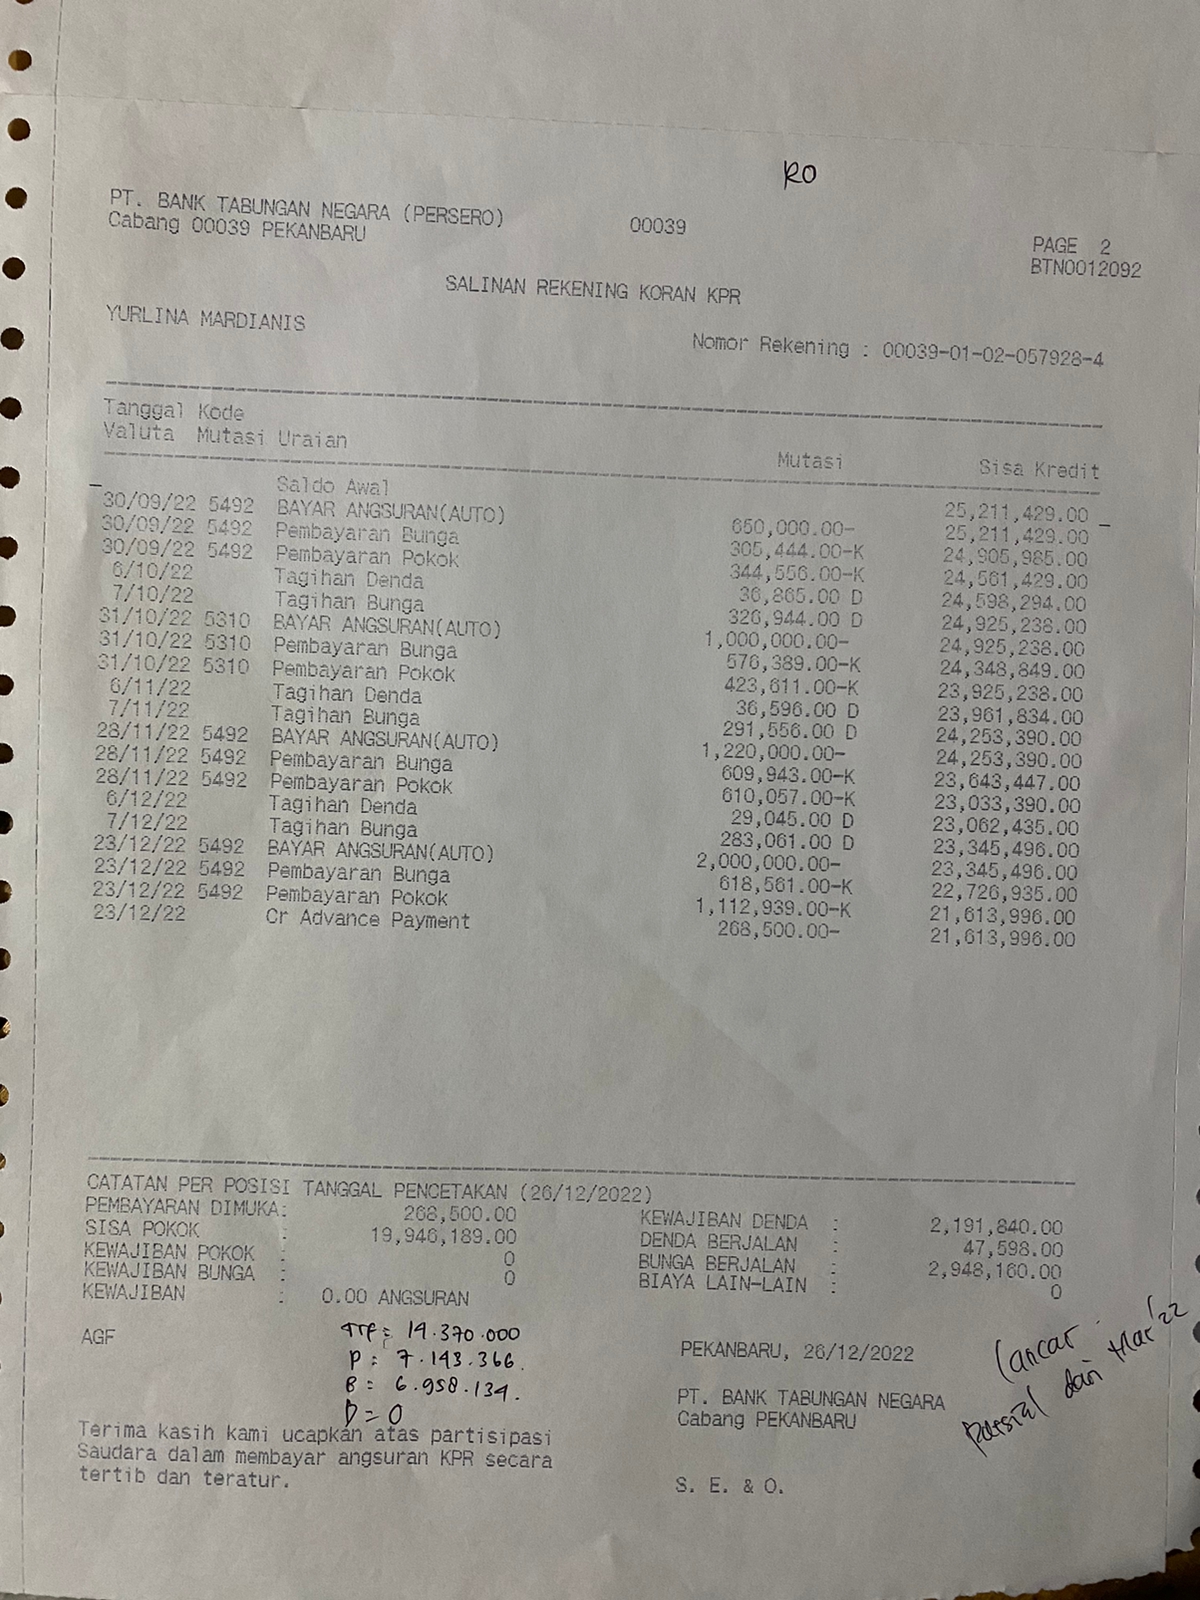 RO
PT. BANK TABUNGAN NEGARA (PERSERO) 00039
Cabang 00039 PEKANBARU
PAGE 2
BTN0012092
SALINAN REKENING KORAN KPR
YURLINA MARDIANIS
Nomor Rekening : 00039-01-02-057928-4
Tanggal Kode
Valuta Mutasi Uraian Mutasi Sisa Kredit
Saldo Awal 25,211,429.00
30/09/22 5492 BAYAR ANGSURAN(AUTO) 650,000.00- 25,211,429.00
30/09/22 5492 Pembayaran Bunga 305,444.00-K 24,905,985.00
30/09/22 5492 Pembayaran Pokok 344,556.00-K 24,561,429.00
6/10/22 Tagihan Denda 36,865.00 D 24,598,294.00
7/10/22 Tagihan Bunga 326,944.00 D 24,925,238.00
31/10/22 5310 BAYAR ANGSURAN(AUTO) 1,000,000.00- 24,925,238.00
31/10/22 5310 Pembayaran Bunga 576,389.00-K 24,348,849.00
31/10/22 5310 Pembayaran Pokok 423,611.00-K 23,925,238.00
6/11/22 Tagihan Denda 36,596.00 D 23,961,834.00
7/11/22 Tagihan Bunga 291,556.00 D 24,253,390.00
28/11/22 5492 BAYAR ANGSURAN(AUTO) 1,220,000.00- 24,253,390.00
28/11/22 5492 Pembayaran Bunga 609,943.00-K 23,643,447.00
28/11/22 5492 Pembayaran Pokok 610,057.00-K 23,033,390.00
6/12/22 Tagihan Denda 29,045.00 D 23,062,435.00
7/12/22 Tagihan Bunga 283,061.00 D 23,345,496.00
23/12/22 5492 BAYAR ANGSURAN(AUTO) 2,000,000.00- 23,345,496.00
23/12/22 5492 Pembayaran Bunga 618,561.00-K 22,726,935.00
23/12/22 5492 Pembayaran Pokok 1,112,939.00-K 21,613,996.00
23/12/22 Cr Advance Payment 268,500.00- 21,613,996.00
CATATAN PER POSISI TANGGAL PENCETAKAN (26/12/2022)
PEMBAYARAN DIMUKA: 268,500.00 KEWAJIBAN DENDA : 2,191,840.00
SISA POKOK : 19,946,189.00 DENDA BERJALAN : 47,598.00
KEWAJIBAN POKOK : 0 BUNGA BERJALAN : 2,948,160.00
KEWAJIBAN BUNGA : 0 BIAYA LAIN-LAIN : 0
KEWAJIBAN : 0.00 ANGSURAN
AGF
= 14.370.000
P = 7.143.366.
B = 6.958.134.
D = 0
PEKANBARU, 26/12/2022
PT. BANK TABUNGAN NEGARA
Cabang PEKANBARU
lancar
parsial dari Mar'22
Terima kasih kami ucapkan atas partisipasi
Saudara dalam membayar angsuran KPR secara
tertib dan teratur.
S. E. & O.